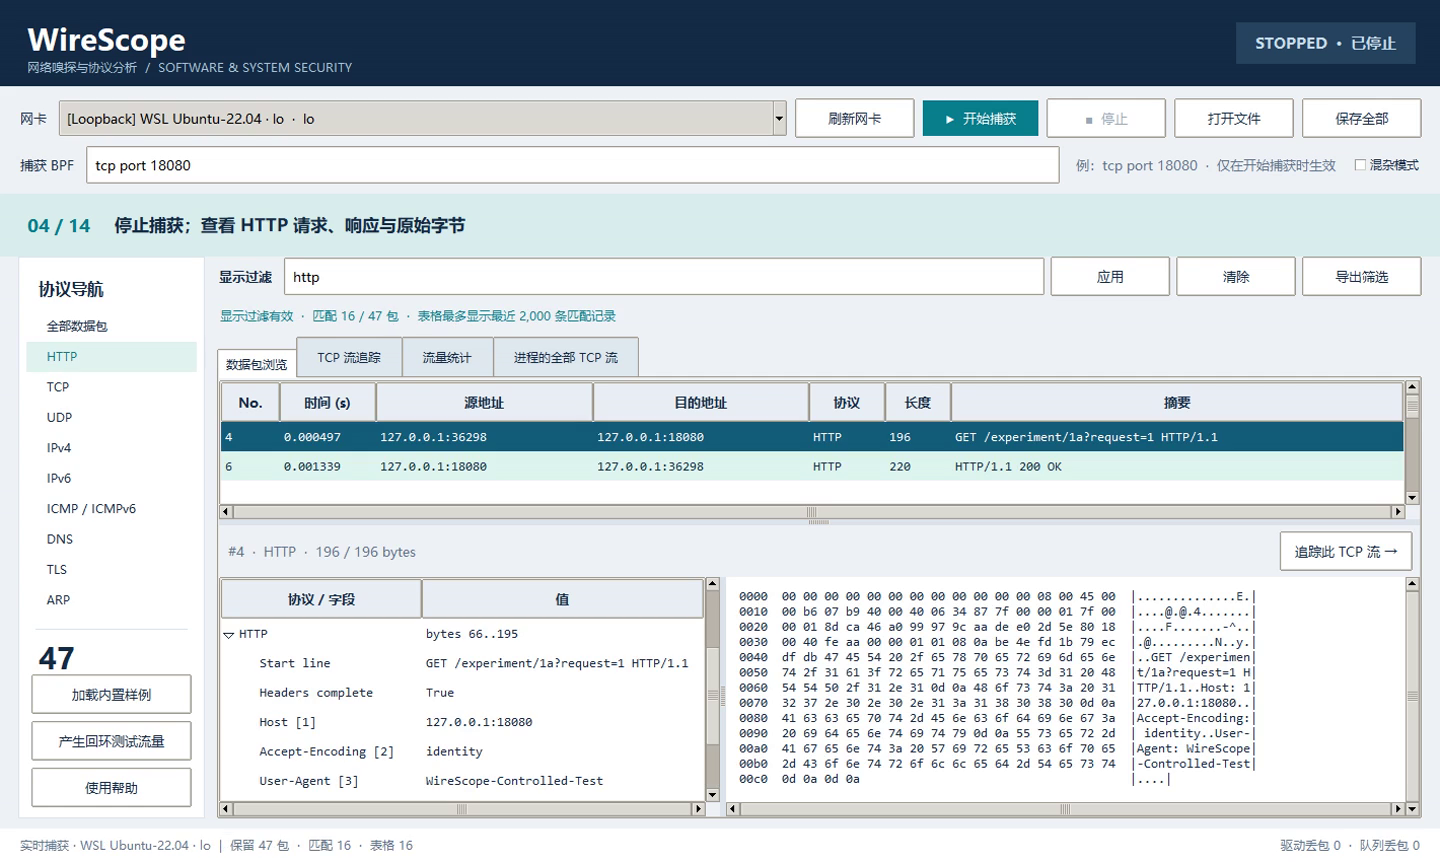 WireScope
网络嗅探与协议分析 / SOFTWARE & SYSTEM SECURITY
STOPPED • 已停止
网卡 [Loopback] WSL Ubuntu-22.04 · lo · lo 刷新网卡 ▶ 开始捕获 ■ 停止 打开文件 保存全部
捕获 BPF tcp port 18080 例: tcp port 18080 · 仅在开始捕获时生效 混杂模式
04 / 14 停止捕获；查看 HTTP 请求、响应与原始字节
协议导航
全部数据包
HTTP
TCP
UDP
IPv4
IPv6
ICMP / ICMPv6
DNS
TLS
ARP
47
加载内置样例
产生回环测试流量
使用帮助
显示过滤 http 应用 清除 导出筛选
显示过滤有效 · 匹配 16 / 47 包 · 表格最多显示最近 2,000 条匹配记录
数据包浏览 TCP 流追踪 流量统计 进程的全部 TCP 流
No. 时间 (s) 源地址 目的地址 协议 长度 摘要
4 0.000497 127.0.0.1:36298 127.0.0.1:18080 HTTP 196 GET /experiment/1a?request=1 HTTP/1.1
6 0.001339 127.0.0.1:18080 127.0.0.1:36298 HTTP 220 HTTP/1.1 200 OK
#4 · HTTP · 196 / 196 bytes 追踪此 TCP 流 →
协议 / 字段 值
HTTP bytes 66..195
Start line GET /experiment/1a?request=1 HTTP/1.1
Headers complete True
Host [1] 127.0.0.1:18080
Accept-Encoding [2] identity
User-Agent [3] WireScope-Controlled-Test
0000 00 00 00 00 00 00 00 00 00 00 00 00 08 00 45 00 |..............E.|
0010 00 b6 07 b9 40 00 40 06 34 87 7f 00 00 01 7f 00 |....@.@.4.......|
0020 00 01 8d ca 46 a0 99 97 9c aa de e0 2d 5e 80 18 |....F.......-^..|
0030 00 40 fe aa 00 00 01 01 08 0a be 4e fd 1b 79 ec |.@.........N..y.|
0040 df db 47 45 54 20 2f 65 78 70 65 72 69 6d 65 6e |..GET /experimen|
0050 74 2f 31 61 3f 72 65 71 75 65 73 74 3d 31 20 48 |t/1a?request=1 H|
0060 54 54 50 2f 31 2e 31 0d 0a 48 6f 73 74 3a 20 31 |TTP/1.1..Host: 1|
0070 32 37 2e 30 2e 30 2e 31 3a 31 38 30 38 30 0d 0a |27.0.0.1:18080..|
0080 41 63 63 65 70 74 2d 45 6e 63 6f 64 69 6e 67 3a |Accept-Encoding:|
0090 20 69 64 65 6e 74 69 74 79 0d 0a 55 73 65 72 2d | identity..User-|
00a0 41 67 65 6e 74 3a 20 57 69 72 65 53 63 6f 70 65 |Agent: WireScope|
00b0 2d 43 6f 6e 74 72 6f 6c 6c 65 64 2d 54 65 73 74 |-Controlled-Test|
00c0 0d 0a 0d 0a |....|
实时捕获 · WSL Ubuntu-22.04 · lo | 保留 47 包 · 匹配 16 · 表格 16 驱动丢包 0 · 队列丢包 0